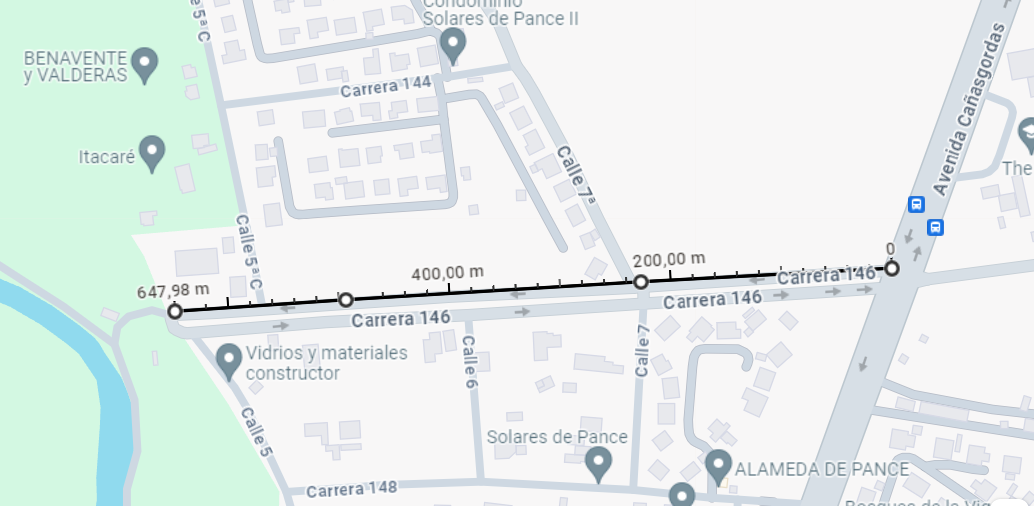 Condominio
Solares de Pance II
Calle 5ª C
BENAVENTE
y VALDERAS
Carrera 144
Avenida Cañasgordas
Itacaré
Calle 7ª
The
Calle 5ª C
0
200,00 m
400,00 m
647,98 m
Carrera 146
Carrera 146
Carrera 146
Vidrios y materiales
constructor
Calle 6
Calle 7
Calle 5
Solares de Pance
ALAMEDA DE PANCE
Carrera 148